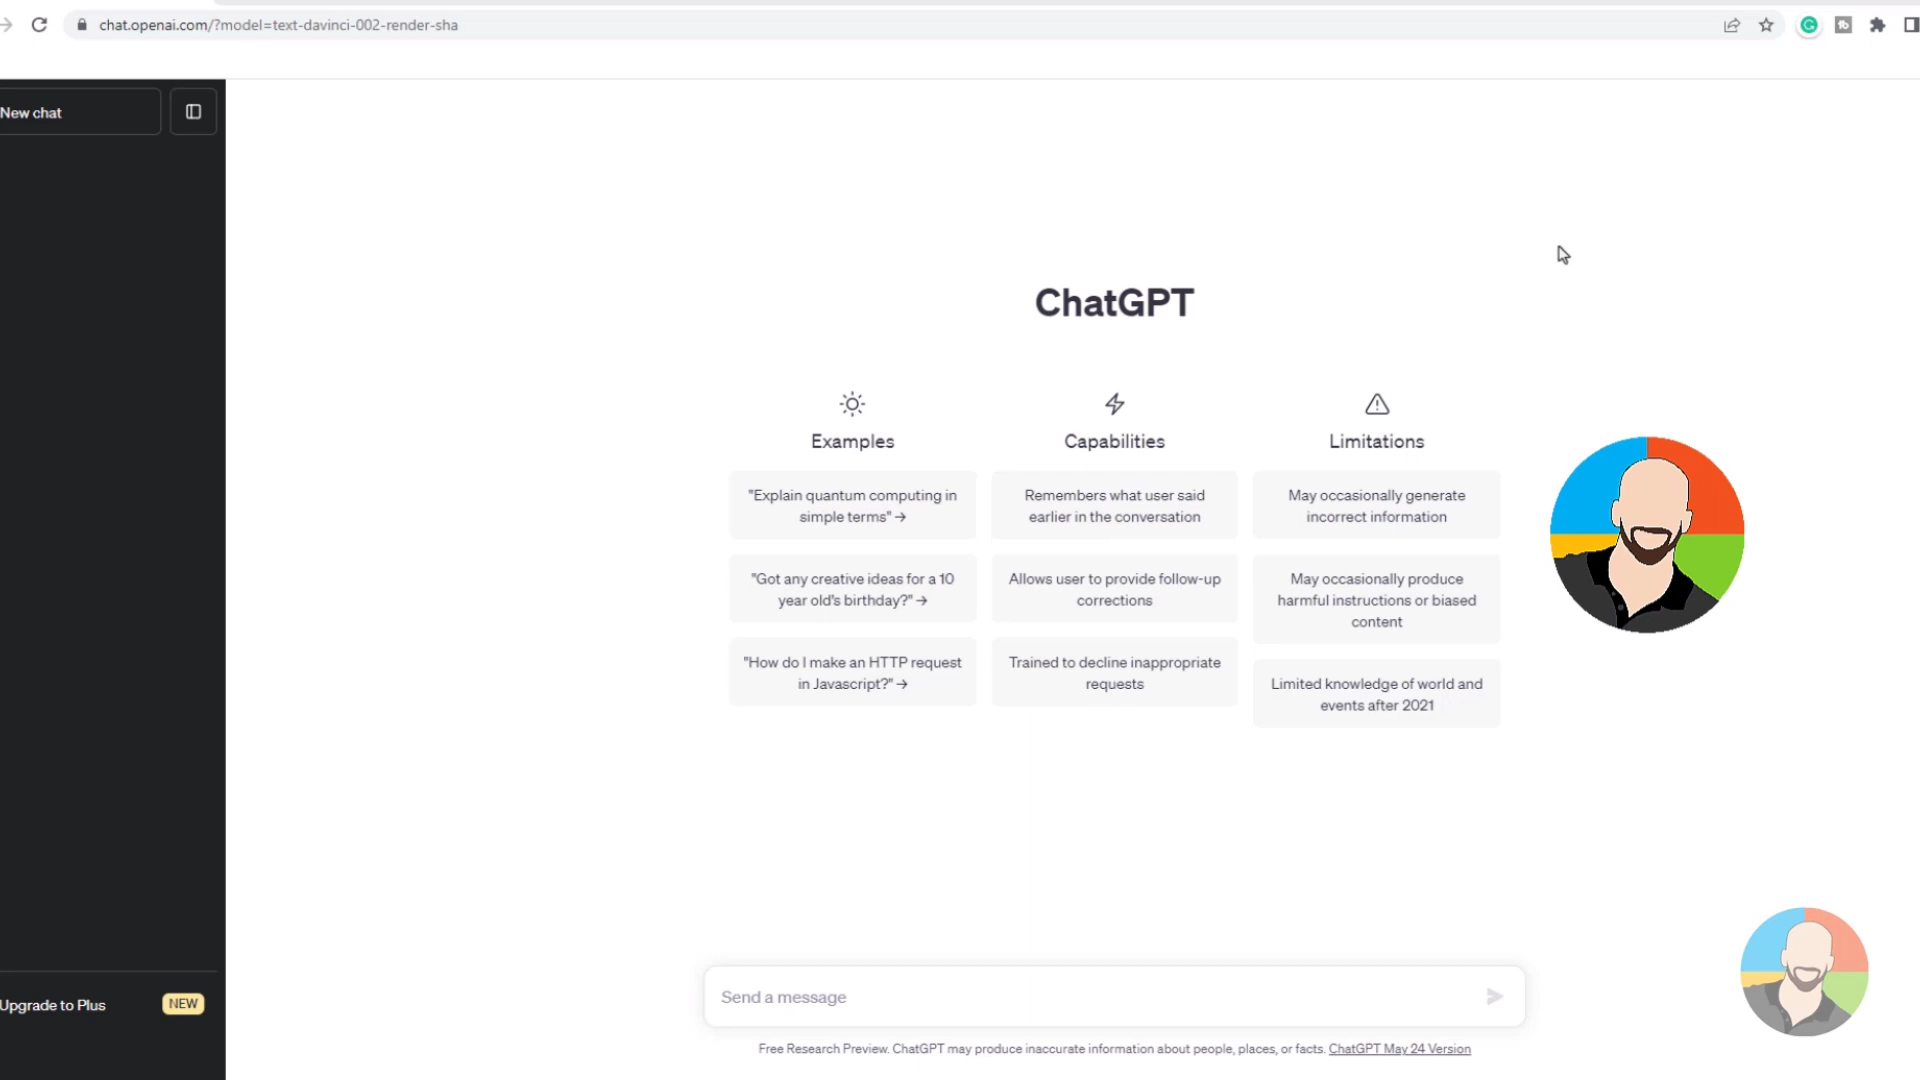 chat.openai.com/?model=text-davinci-002-render-sha
New chat
ChatGPT
Examples
"Explain quantum computing in
simple terms" →
"Got any creative ideas for a 10
year old's birthday?" →
"How do I make an HTTP request
in Javascript?" →
Capabilities
Remembers what user said
earlier in the conversation
Allows user to provide follow-up
corrections
Trained to decline inappropriate
requests
Limitations
May occasionally generate
incorrect information
May occasionally produce
harmful instructions or biased
content
Limited knowledge of world and
events after 2021
Upgrade to Plus NEW
Send a message
Free Research Preview. ChatGPT may produce inaccurate information about people, places, or facts. ChatGPT May 24 Version